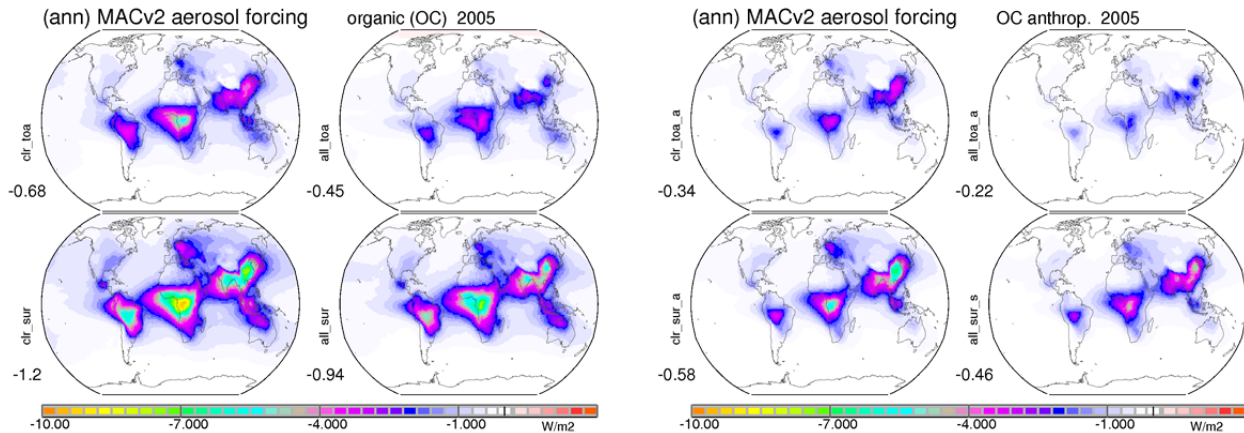 (ann) MACv2 aerosol forcing organic (OC) 2005
clr_toa
-0.68
all_toa
-0.45
clr_sur
-1.2
all_sur
-0.94
-10.00 -7.000 -4.000 -1.000 W/m2
(ann) MACv2 aerosol forcing OC anthrop. 2005
clr_toa_a
-0.34
all_toa_a
-0.22
clr_sur_a
-0.58
all_sur_s
-0.46
-10.00 -7.000 -4.000 -1.000 W/m2